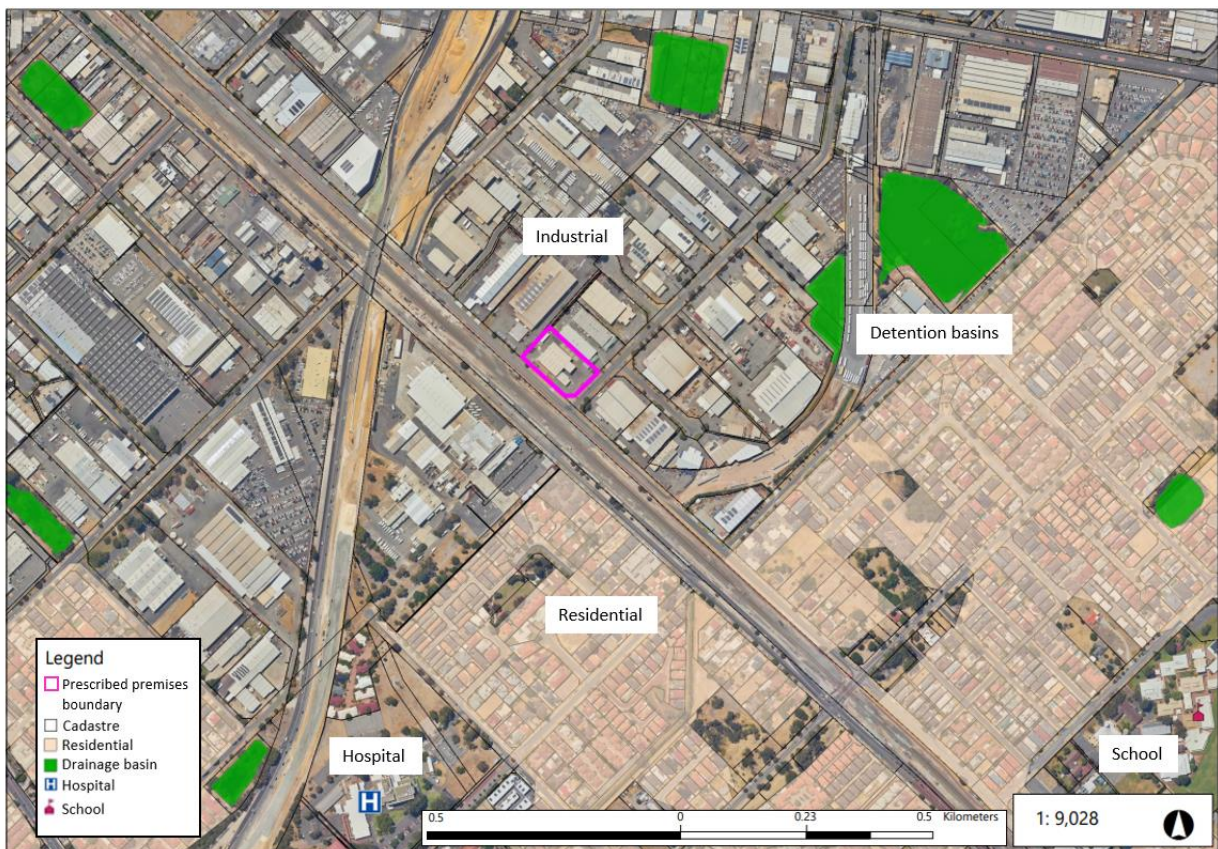 Industrial
Detention basins
Residential
Legend
Prescribed premises
boundary
Cadastre
Residential
Drainage basin
H Hospital
School
Hospital
H
School
0.5 0 0.23 0.5 Kilometers
1: 9,028